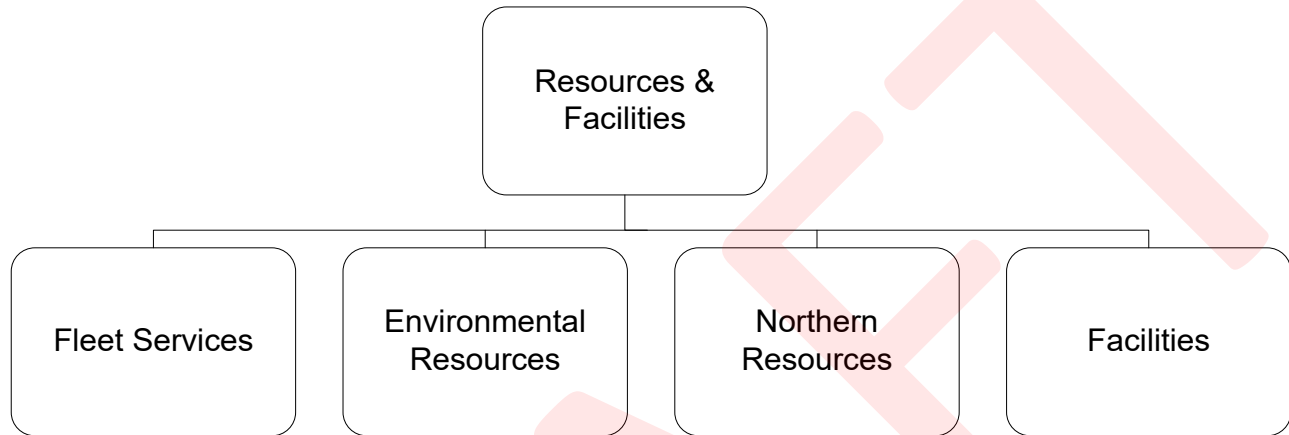 Resources &
Facilities
Fleet Services
Environmental
Resources
Northern
Resources
Facilities